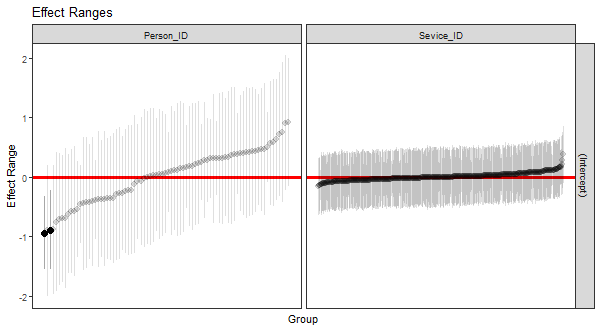 Effect Ranges
Person_ID
Sevice_ID
2
1
0
-1
-2
Effect Range
(Intercept)
Group